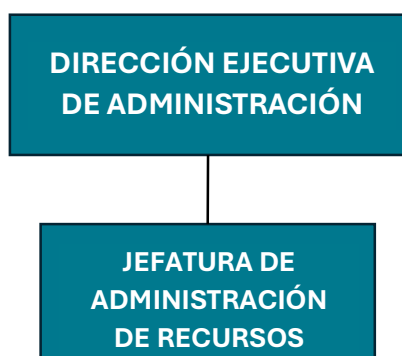 DIRECCIÓN EJECUTIVA
DE ADMINISTRACIÓN
JEFATURA DE
ADMINISTRACIÓN
DE RECURSOS